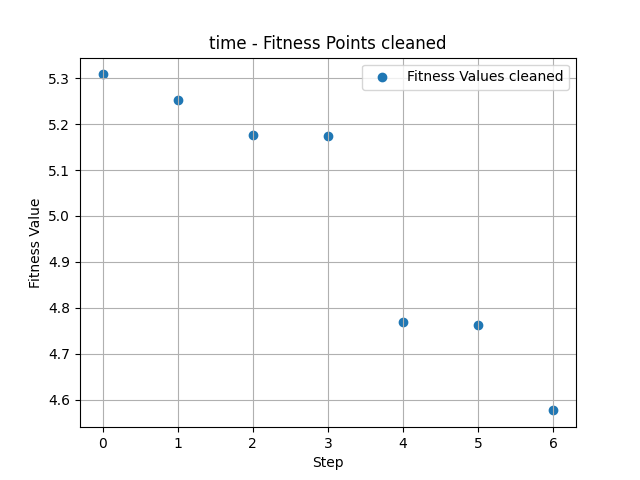 time - Fitness Points cleaned
Fitness Values cleaned
5.3
5.2
5.1
5.0
4.9
4.8
4.7
4.6
Fitness Value
0 1 2 3 4 5 6
Step